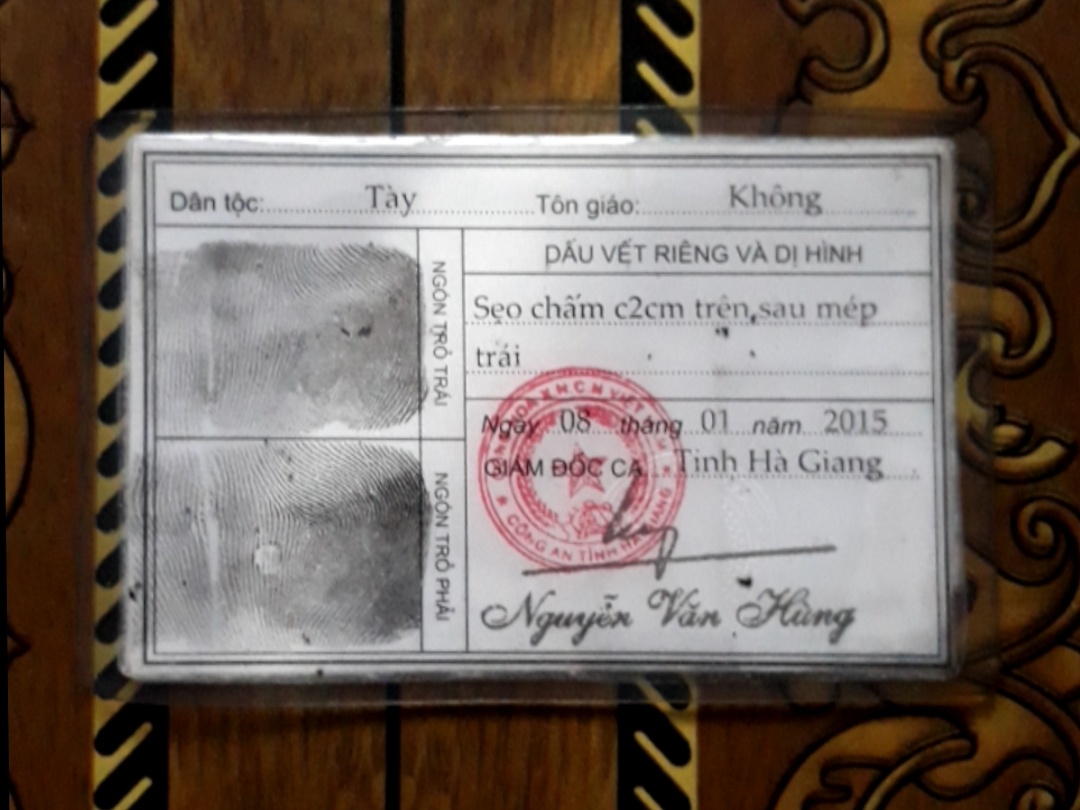 Dân tộc: Tày Tôn giáo: Không
NGÓN TRỎ TRÁI
NGÓN TRỎ PHẢI
DẤU VẾT RIÊNG VÀ DỊ HÌNH
Sẹo chấm c2cm trên,sau mép
trái
Ngày 08 tháng 01 năm 2015
GIÁM ĐỐC CA Tỉnh Hà Giang
CÔNG AN TỈNH HÀ GIANG
Nguyễn Văn Hùng